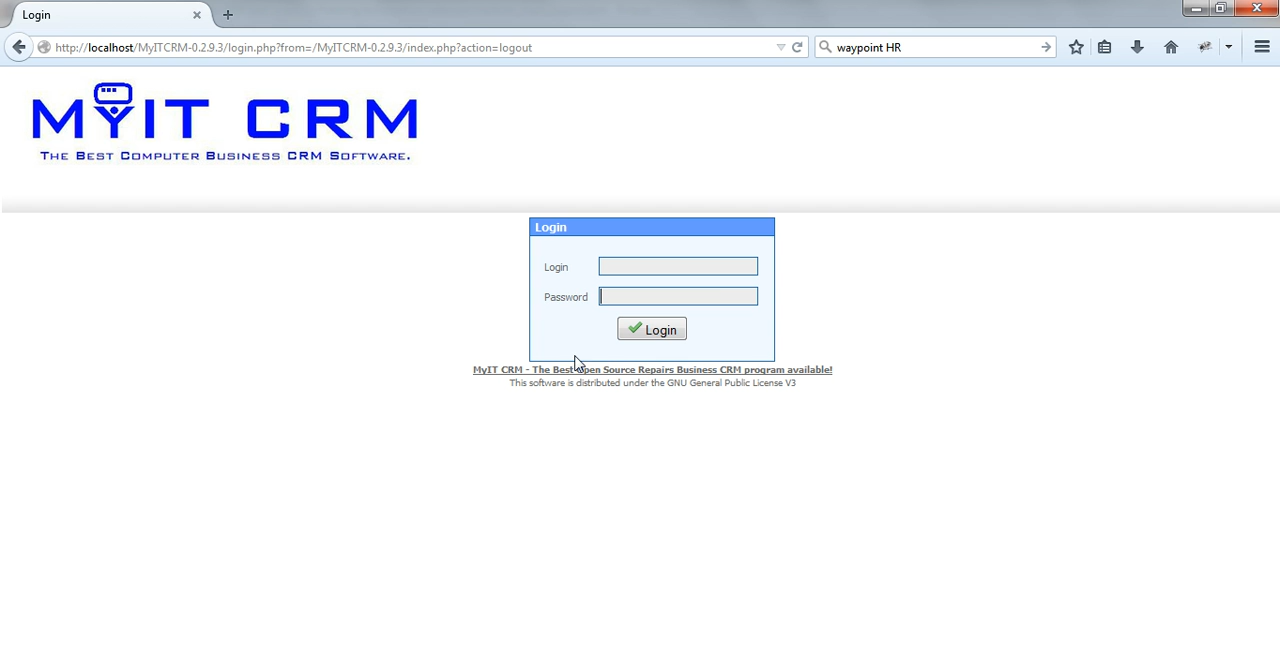 Login
http://localhost/MyITCRM-0.2.9.3/login.php?from=/MyITCRM-0.2.9.3/index.php?action=logout
waypoint HR
MYIT CRM
The Best Computer Business CRM Software.
Login
Login
Password
Login
MyIT CRM - The Best Open Source Repairs Business CRM program available!
This software is distributed under the GNU General Public License V3